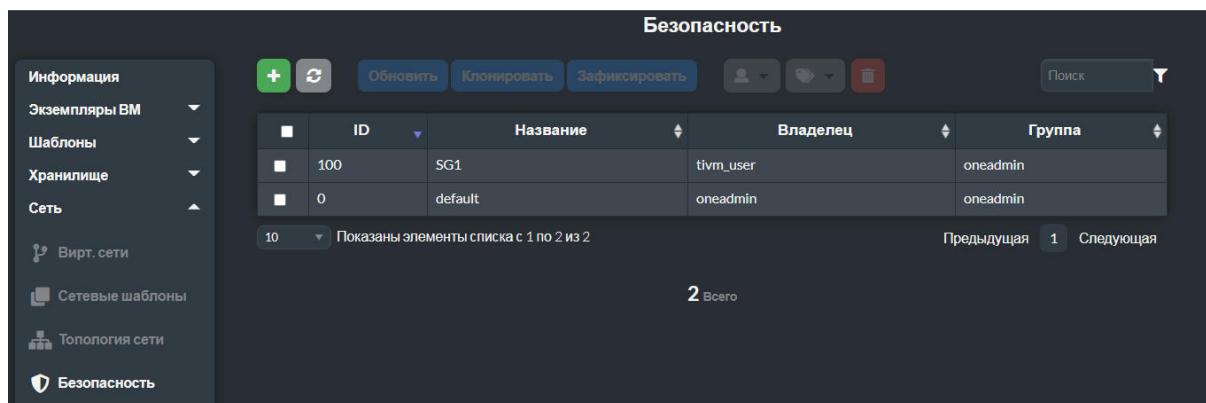 Безопасность
Информация
Экземпляры ВМ
Шаблоны
Хранилище
Сеть
Вирт. сети
Сетевые шаблоны
Топология сети
Безопасность
Обновить Клонировать Зафиксировать Поиск
ID Название Владелец Группа
100 SG1 tivm_user oneadmin
0 default oneadmin oneadmin
10 Показаны элементы списка с 1 по 2 из 2 Предыдущая 1 Следующая
2 Всего